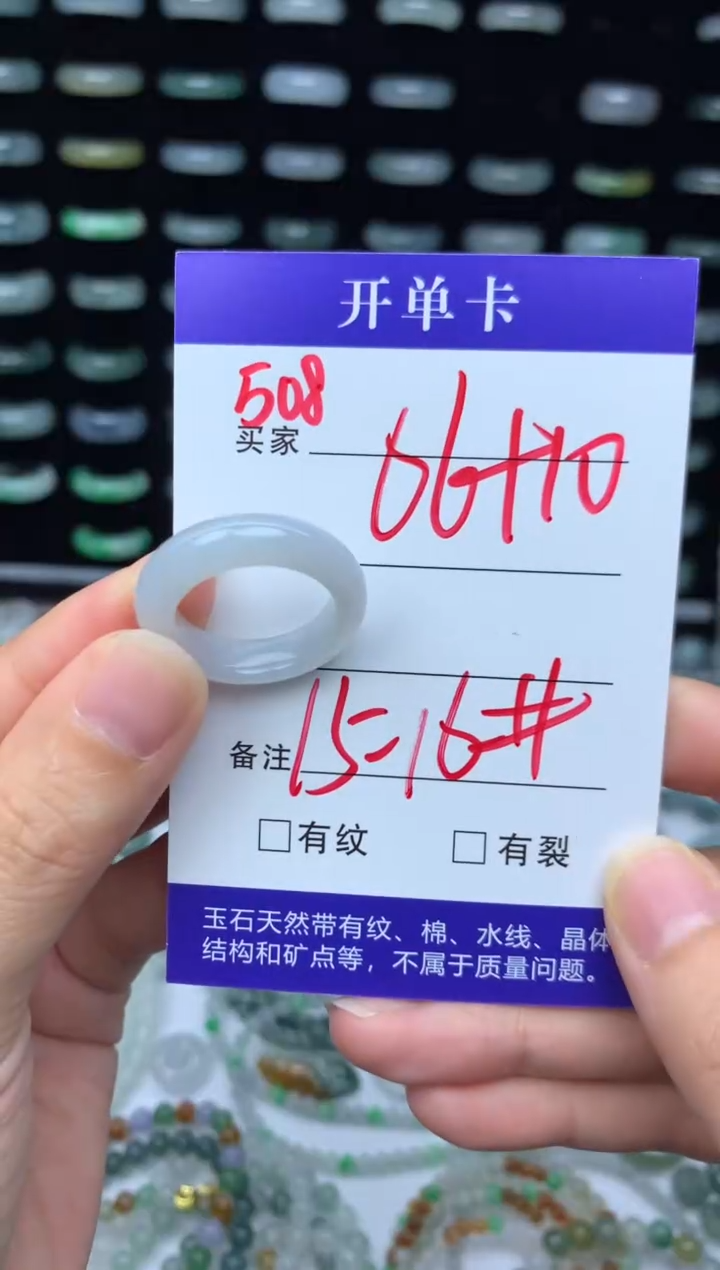 开单卡
508
买家 66+10
备注 15-16#
□有纹 □有裂
玉石天然带有纹、棉、水线、晶体
结构和矿点等，不属于质量问题。